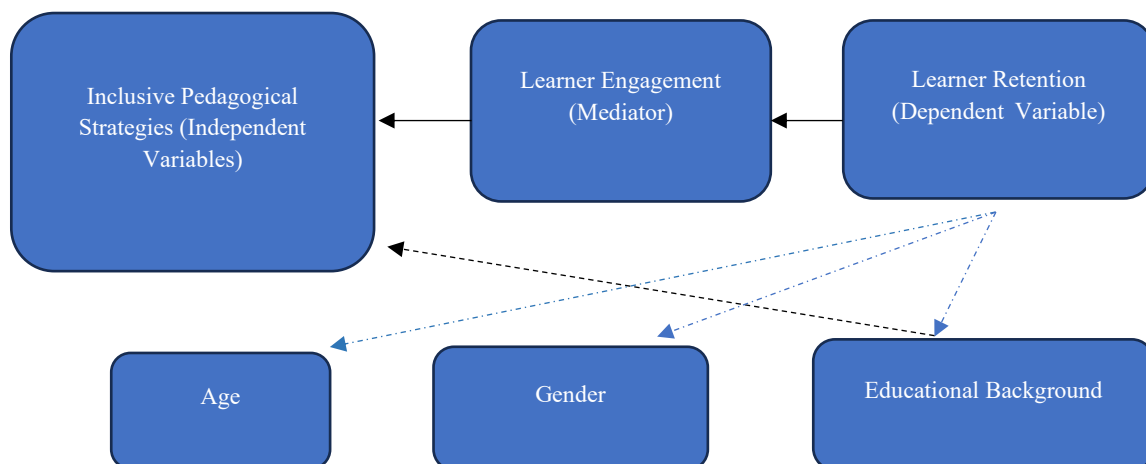 Inclusive Pedagogical
Strategies (Independent
Variables)
Learner Engagement
(Mediator)
Learner Retention
(Dependent Variable)
Age
Gender
Educational Background